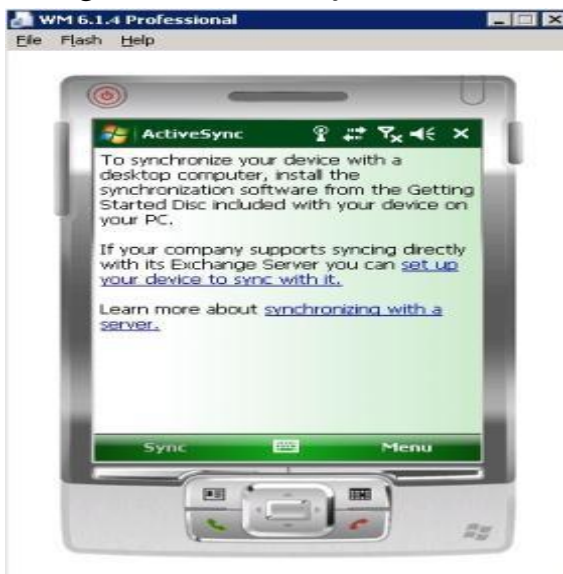 WM 6.1.4 Professional
File Flash Help
ActiveSync
To synchronize your device with a
desktop computer, install the
synchronization software from the Getting
Started Disc included with your device on
your PC.
If your company supports syncing directly
with its Exchange Server you can set up
your device to sync with it.
Learn more about synchronizing with a
server.
Sync Menu